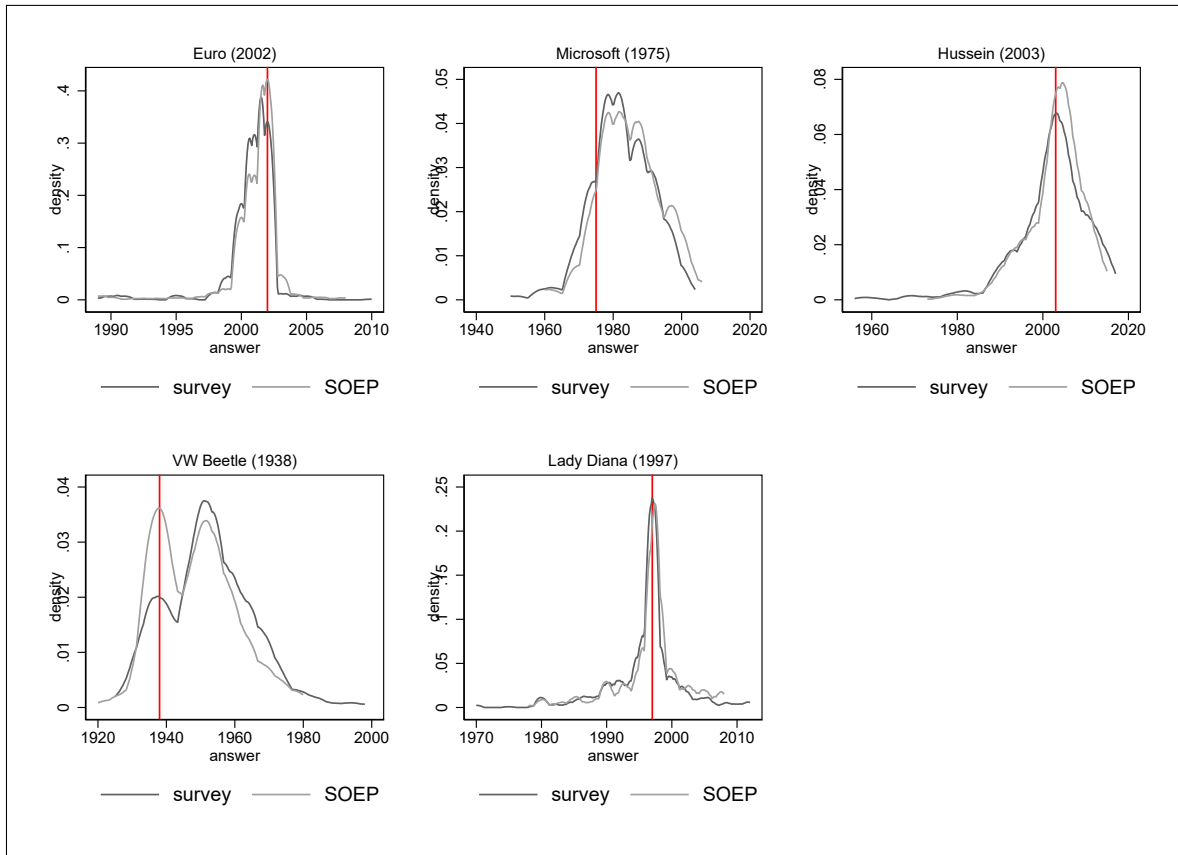 Euro (2002)
density
0 .1 .2 .3 .4
1990 1995 2000 2005 2010
answer
survey SOEP
Microsoft (1975)
density
0 .01 .02 .03 .04 .05
1940 1960 1980 2000 2020
answer
survey SOEP
Hussein (2003)
density
0 .02 .04 .06 .08
1960 1980 2000 2020
answer
survey SOEP
VW Beetle (1938)
density
0 .01 .02 .03 .04
1920 1940 1960 1980 2000
answer
survey SOEP
Lady Diana (1997)
density
0 .05 .1 .15 .2 .25
1970 1980 1990 2000 2010
answer
survey SOEP